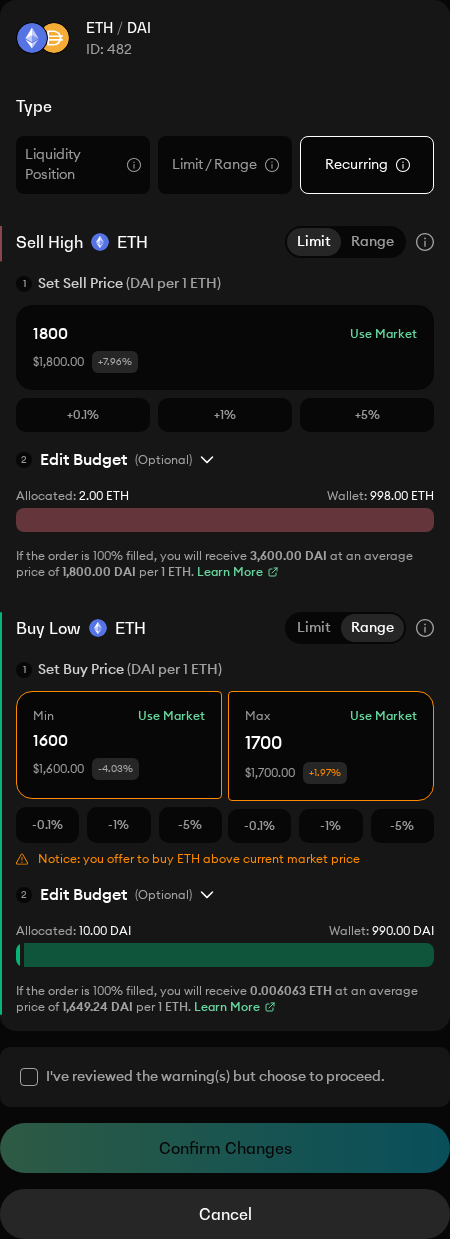 ETH / DAI
ID: 482
Type
Liquidity
Position
Limit / Range
Recurring
Sell High ETH
Limit Range
1 Set Sell Price (DAI per 1 ETH)
1800 Use Market
$1,800.00 +7.96%
+0.1% +1% +5%
2 Edit Budget (Optional)
Allocated: 2.00 ETH Wallet: 998.00 ETH
If the order is 100% filled, you will receive 3,600.00 DAI at an average
price of 1,800.00 DAI per 1 ETH. Learn More
Buy Low ETH
Limit Range
1 Set Buy Price (DAI per 1 ETH)
Min Use Market
1600
$1,600.00 -4.03%
Max Use Market
1700
$1,700.00 +1.97%
-0.1% -1% -5%
-0.1% -1% -5%
Notice: you offer to buy ETH above current market price
2 Edit Budget (Optional)
Allocated: 10.00 DAI Wallet: 990.00 DAI
If the order is 100% filled, you will receive 0.006063 ETH at an average
price of 1,649.24 DAI per 1 ETH. Learn More
I've reviewed the warning(s) but choose to proceed.
Confirm Changes
Cancel